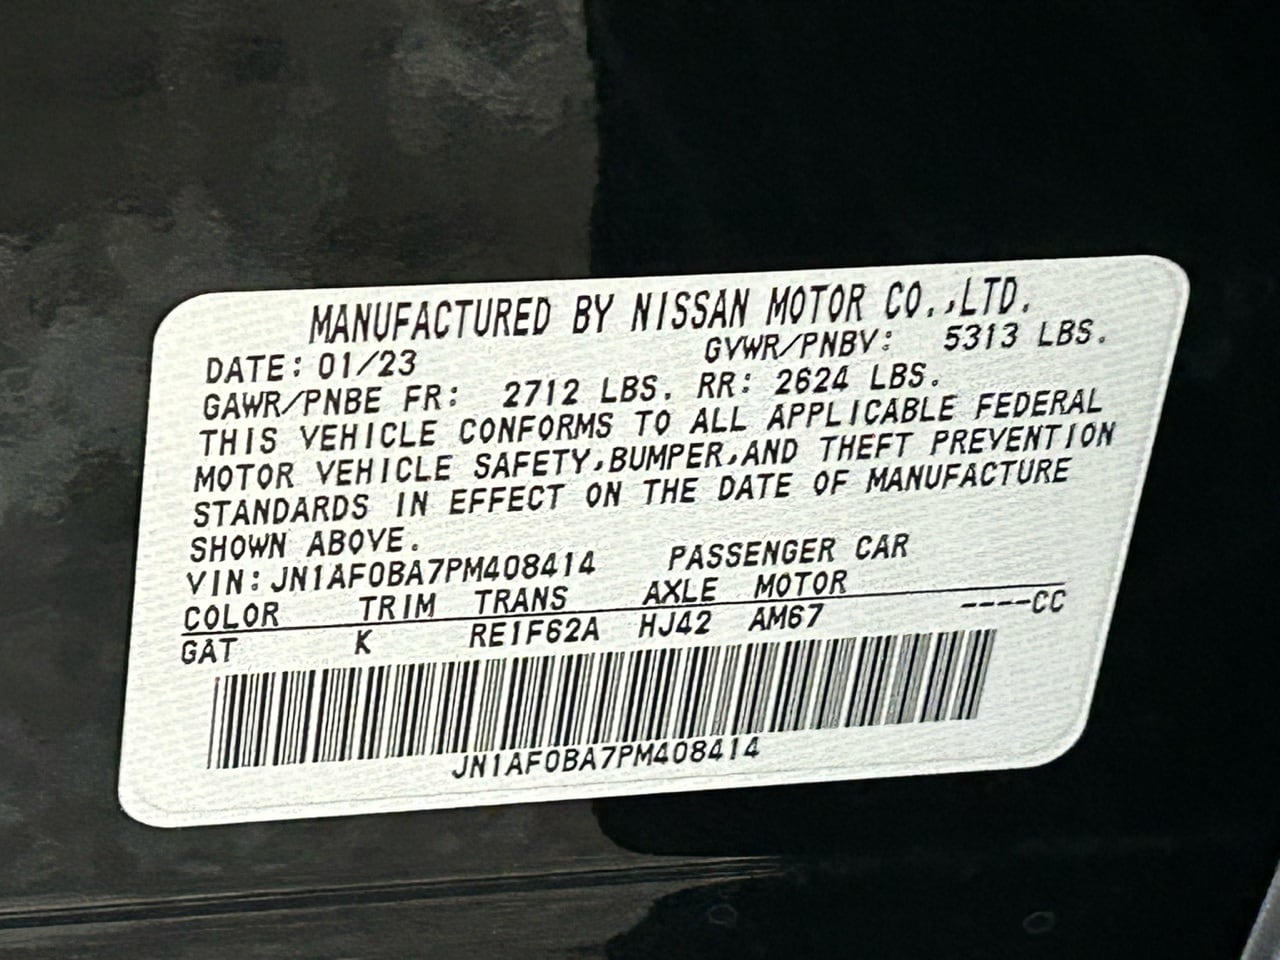 MANUFACTURED BY NISSAN MOTOR CO.,LTD.
DATE: 01/23 GVWR/PNBV: 5313 LBS.
GAWR/PNBE FR: 2712 LBS. RR: 2624 LBS.
THIS VEHICLE CONFORMS TO ALL APPLICABLE FEDERAL
MOTOR VEHICLE SAFETY,BUMPER,AND THEFT PREVENTION
STANDARDS IN EFFECT ON THE DATE OF MANUFACTURE
SHOWN ABOVE.
VIN: JN1AF0BA7PM408414 PASSENGER CAR
COLOR TRIM TRANS AXLE MOTOR
GAT K RE1F62A HJ42 AM67 ----CC
JN1AF0BA7PM408414